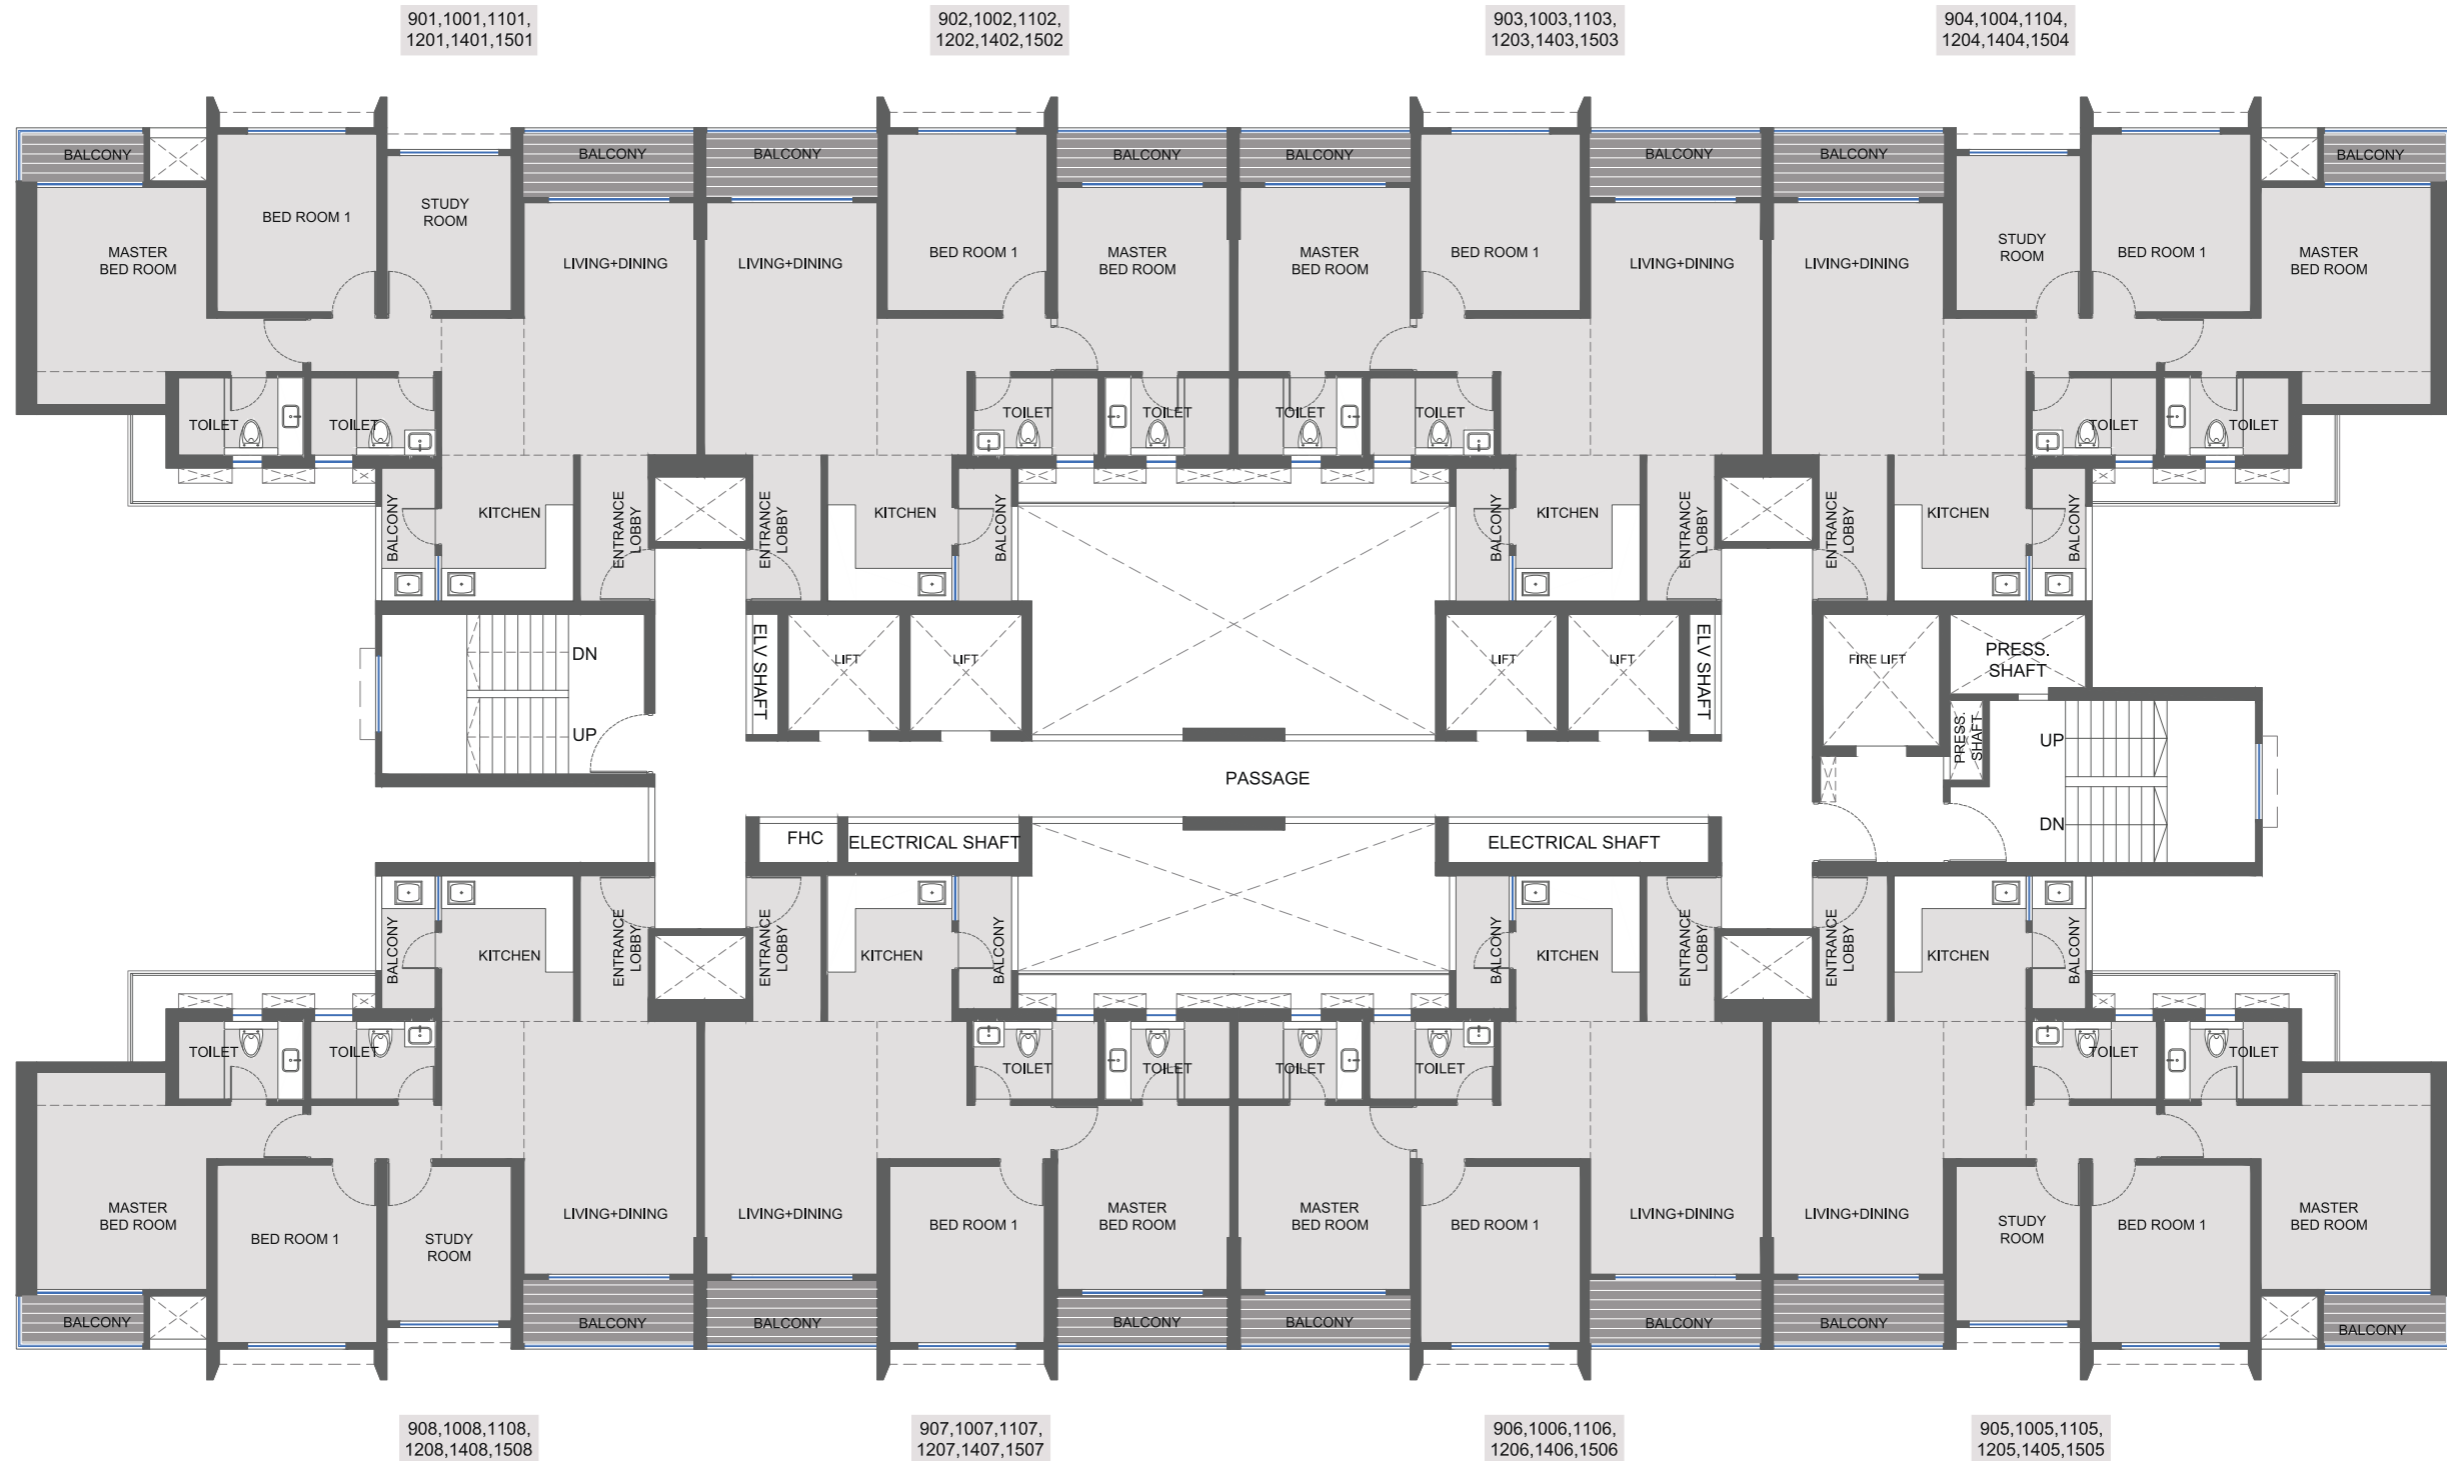 901,1001,1101,
1201,1401,1501
902,1002,1102,
1202,1402,1502
903,1003,1103,
1203,1403,1503
904,1004,1104,
1204,1404,1504
BALCONY
BALCONY
BALCONY
BALCONY
BALCONY
BALCONY
BALCONY
BALCONY
BED ROOM 1
STUDY
ROOM
MASTER
BED ROOM
LIVING+DINING
LIVING+DINING
BED ROOM 1
MASTER
BED ROOM
MASTER
BED ROOM
BED ROOM 1
LIVING+DINING
LIVING+DINING
STUDY
ROOM
BED ROOM 1
MASTER
BED ROOM
TOILET
TOILET
TOILET
TOILET
TOILET
TOILET
TOILET
TOILET
BALCONY
KITCHEN
ENTRANCE
LOBBY
ENTRANCE
LOBBY
KITCHEN
BALCONY
BALCONY
KITCHEN
ENTRANCE
LOBBY
ENTRANCE
LOBBY
KITCHEN
BALCONY
DN
UP
ELV SHAFT
LIFT
LIFT
LIFT
LIFT
ELV SHAFT
FIRE LIFT
PRESS.
SHAFT
PRESS.
SHAFT
UP
DN
PASSAGE
FHC
ELECTRICAL SHAFT
ELECTRICAL SHAFT
BALCONY
KITCHEN
ENTRANCE
LOBBY
ENTRANCE
LOBBY
KITCHEN
BALCONY
BALCONY
KITCHEN
ENTRANCE
LOBBY
ENTRANCE
LOBBY
KITCHEN
BALCONY
TOILET
TOILET
TOILET
TOILET
TOILET
TOILET
TOILET
TOILET
MASTER
BED ROOM
BED ROOM 1
STUDY
ROOM
LIVING+DINING
LIVING+DINING
BED ROOM 1
MASTER
BED ROOM
MASTER
BED ROOM
BED ROOM 1
LIVING+DINING
LIVING+DINING
STUDY
ROOM
BED ROOM 1
MASTER
BED ROOM
BALCONY
BALCONY
BALCONY
BALCONY
BALCONY
BALCONY
BALCONY
BALCONY
908,1008,1108,
1208,1408,1508
907,1007,1107,
1207,1407,1507
906,1006,1106,
1206,1406,1506
905,1005,1105,
1205,1405,1505